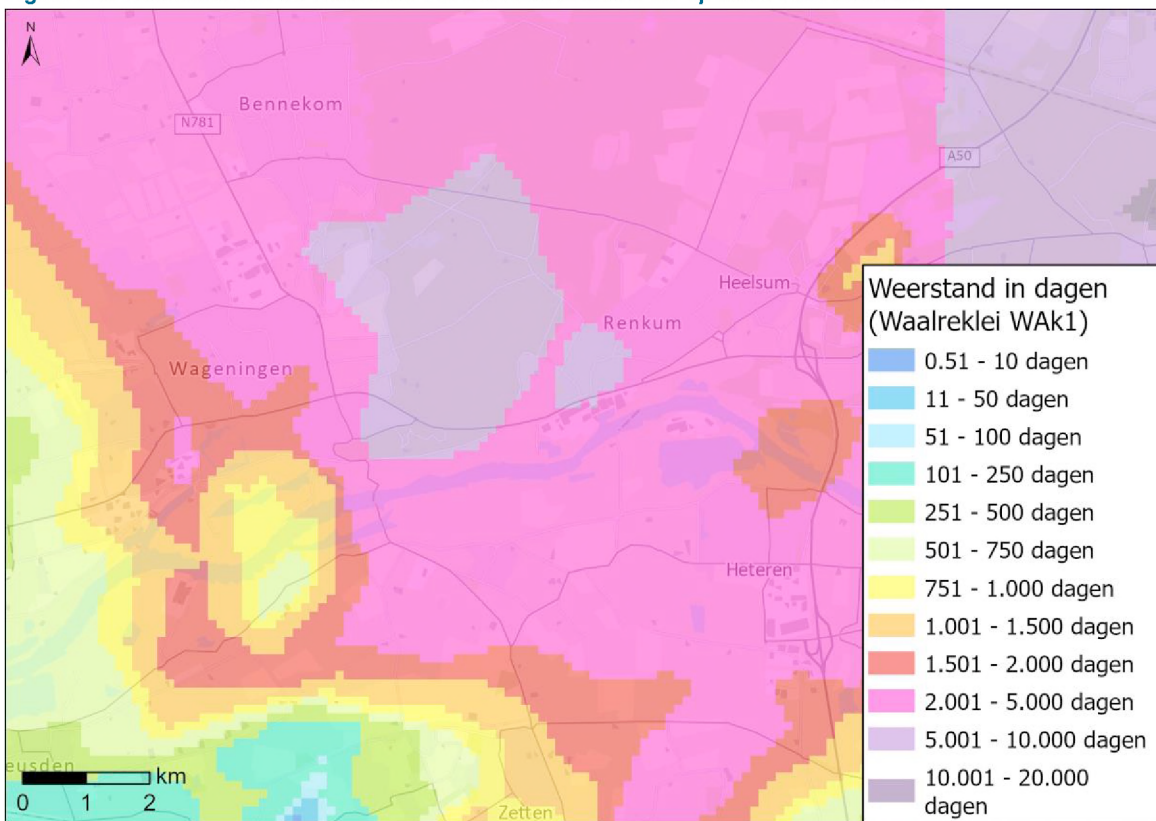 N
Bennekom
N781
A50
Heelsum
Renkum
Wageningen
Heteren
eusden
Zetten
km
0 1 2
Weerstand in dagen
(Waalreklei WAk1)
0.51 - 10 dagen
11 - 50 dagen
51 - 100 dagen
101 - 250 dagen
251 - 500 dagen
501 - 750 dagen
751 - 1.000 dagen
1.001 - 1.500 dagen
1.501 - 2.000 dagen
2.001 - 5.000 dagen
5.001 - 10.000 dagen
10.001 - 20.000
dagen